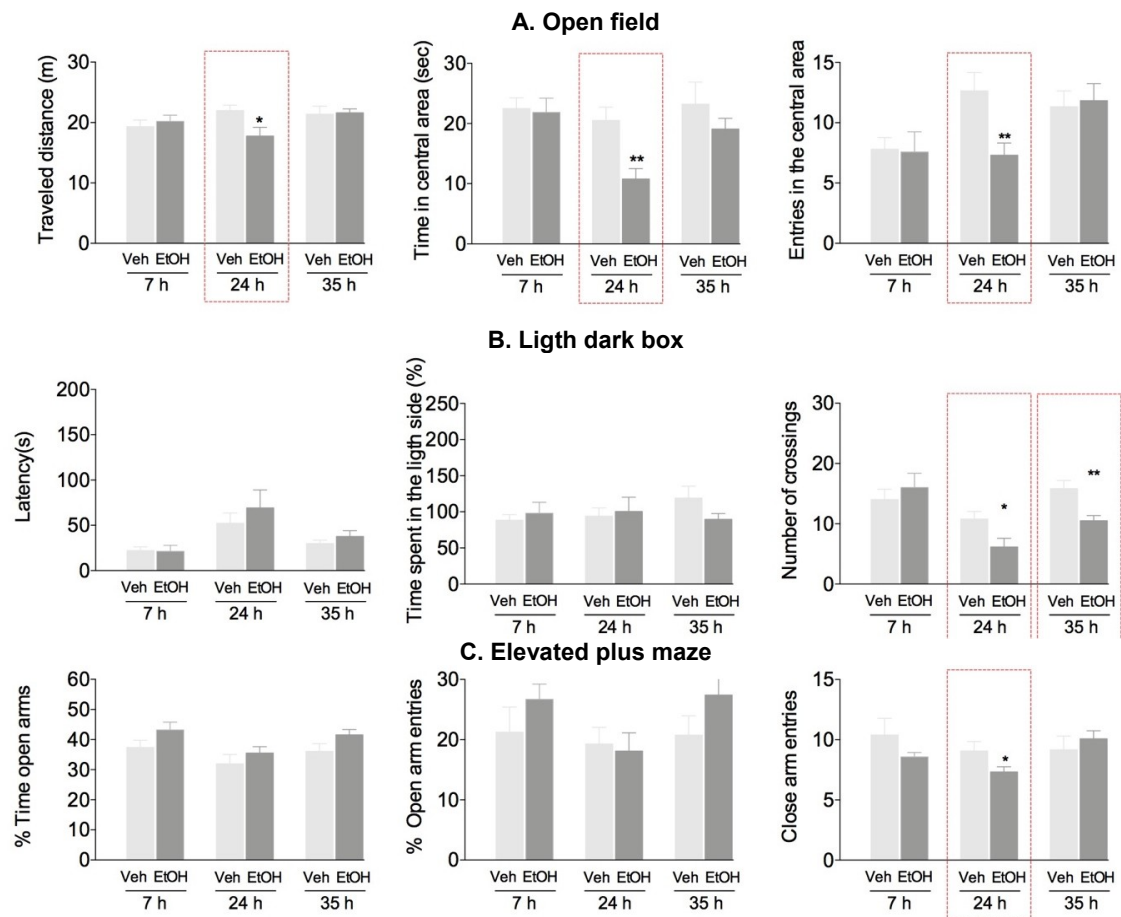 A. Open field
Traveled distance (m)
30
20
10
0
*
Veh EtOH Veh EtOH Veh EtOH
7 h 24 h 35 h
Time in central area (sec)
30
20
10
0
**
Veh EtOH Veh EtOH Veh EtOH
7 h 24 h 35 h
Entries in the central area
15
10
5
0
**
Veh EtOH Veh EtOH Veh EtOH
7 h 24 h 35 h
B. Ligth dark box
Latency(s)
200
150
100
50
0
Veh EtOH Veh EtOH Veh EtOH
7 h 24 h 35 h
Time spent in the ligth side (%)
250
200
150
100
50
0
Veh EtOH Veh EtOH Veh EtOH
7 h 24 h 35 h
Number of crossings
30
20
10
0
* **
Veh EtOH Veh EtOH Veh EtOH
7 h 24 h 35 h
C. Elevated plus maze
% Time open arms
60
50
40
30
20
10
0
Veh EtOH Veh EtOH Veh EtOH
7 h 24 h 35 h
% Open arm entries
30
20
10
0
Veh EtOH Veh EtOH Veh EtOH
7 h 24 h 35 h
Close arm entries
15
10
5
0
*
Veh EtOH Veh EtOH Veh EtOH
7 h 24 h 35 h